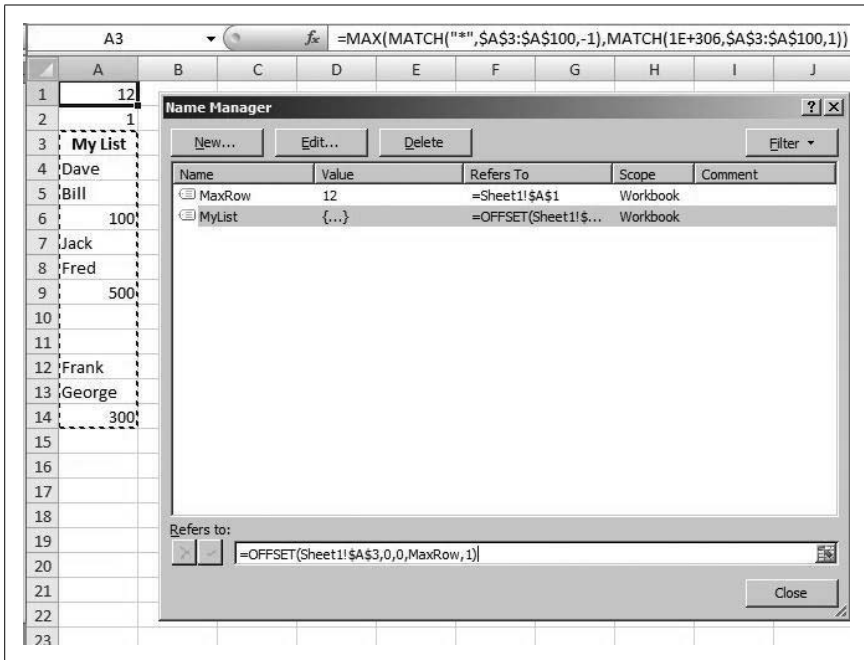 A3 fx =MAX(MATCH("*",$A$3:$A$100,-1),MATCH(1E+306,$A$3:$A$100,1))
A B C D E F G H I J
1 12
2 1
3 My List
4 Dave
5 Bill
6 100
7 Jack
8 Fred
9 500
10
11
12 Frank
13 George
14 300
15
16
17
18
19
20
21
22
23
Name Manager
New... Edit... Delete Filter
Name Value Refers To Scope Comment
MaxRow 12 =Sheet1!$A$1 Workbook
MyList {...} =OFFSET(Sheet1!$... Workbook
Refers to:
=OFFSET(Sheet1!$A$3,0,0,MaxRow,1)
Close